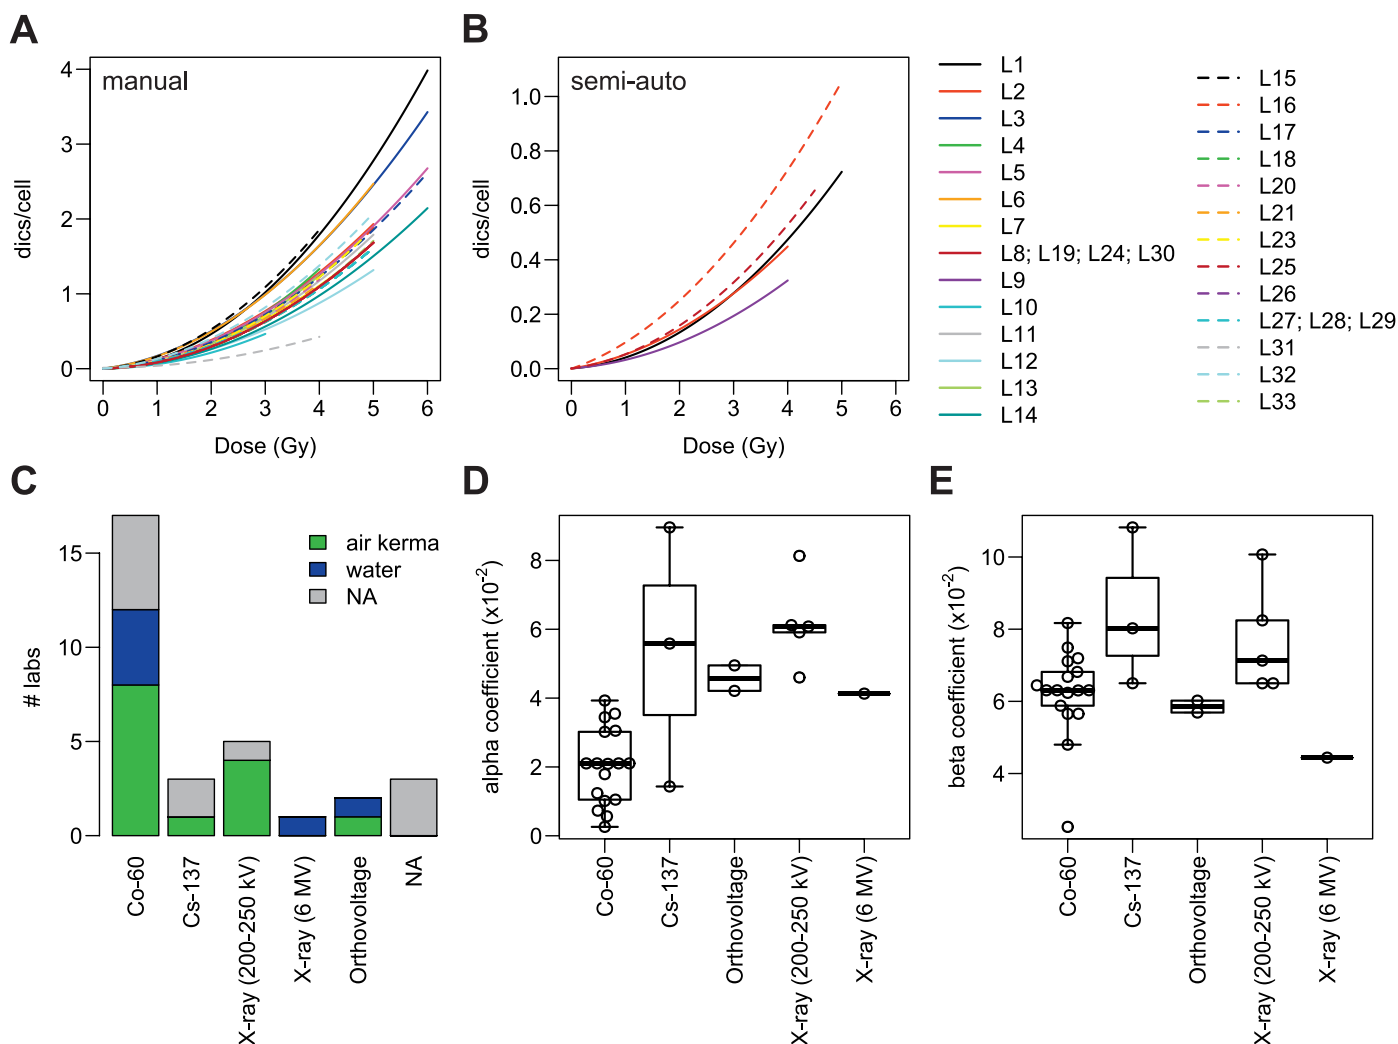 A
manual
4
3
2
1
0
dics/cell
0 1 2 3 4 5 6
Dose (Gy)
B
semi-auto
1.0
0.8
0.6
0.4
0.2
0.0
dics/cell
0 1 2 3 4 5 6
Dose (Gy)
L1
L2
L3
L4
L5
L6
L7
L8; L19; L24; L30
L9
L10
L11
L12
L13
L14
L15
L16
L17
L18
L20
L21
L23
L25
L26
L27; L28; L29
L31
L32
L33
C
15
10
5
0
# labs
air kerma
water
NA
Co-60
Cs-137
X-ray (200-250 kV)
X-ray (6 MV)
Orthovoltage
NA
D
8
6
4
2
0
alpha coefficient (x10-2)
Co-60
Cs-137
Orthovoltage
X-ray (200-250 kV)
X-ray (6 MV)
E
10
8
6
4
beta coefficient (x10-2)
Co-60
Cs-137
Orthovoltage
X-ray (200-250 kV)
X-ray (6 MV)